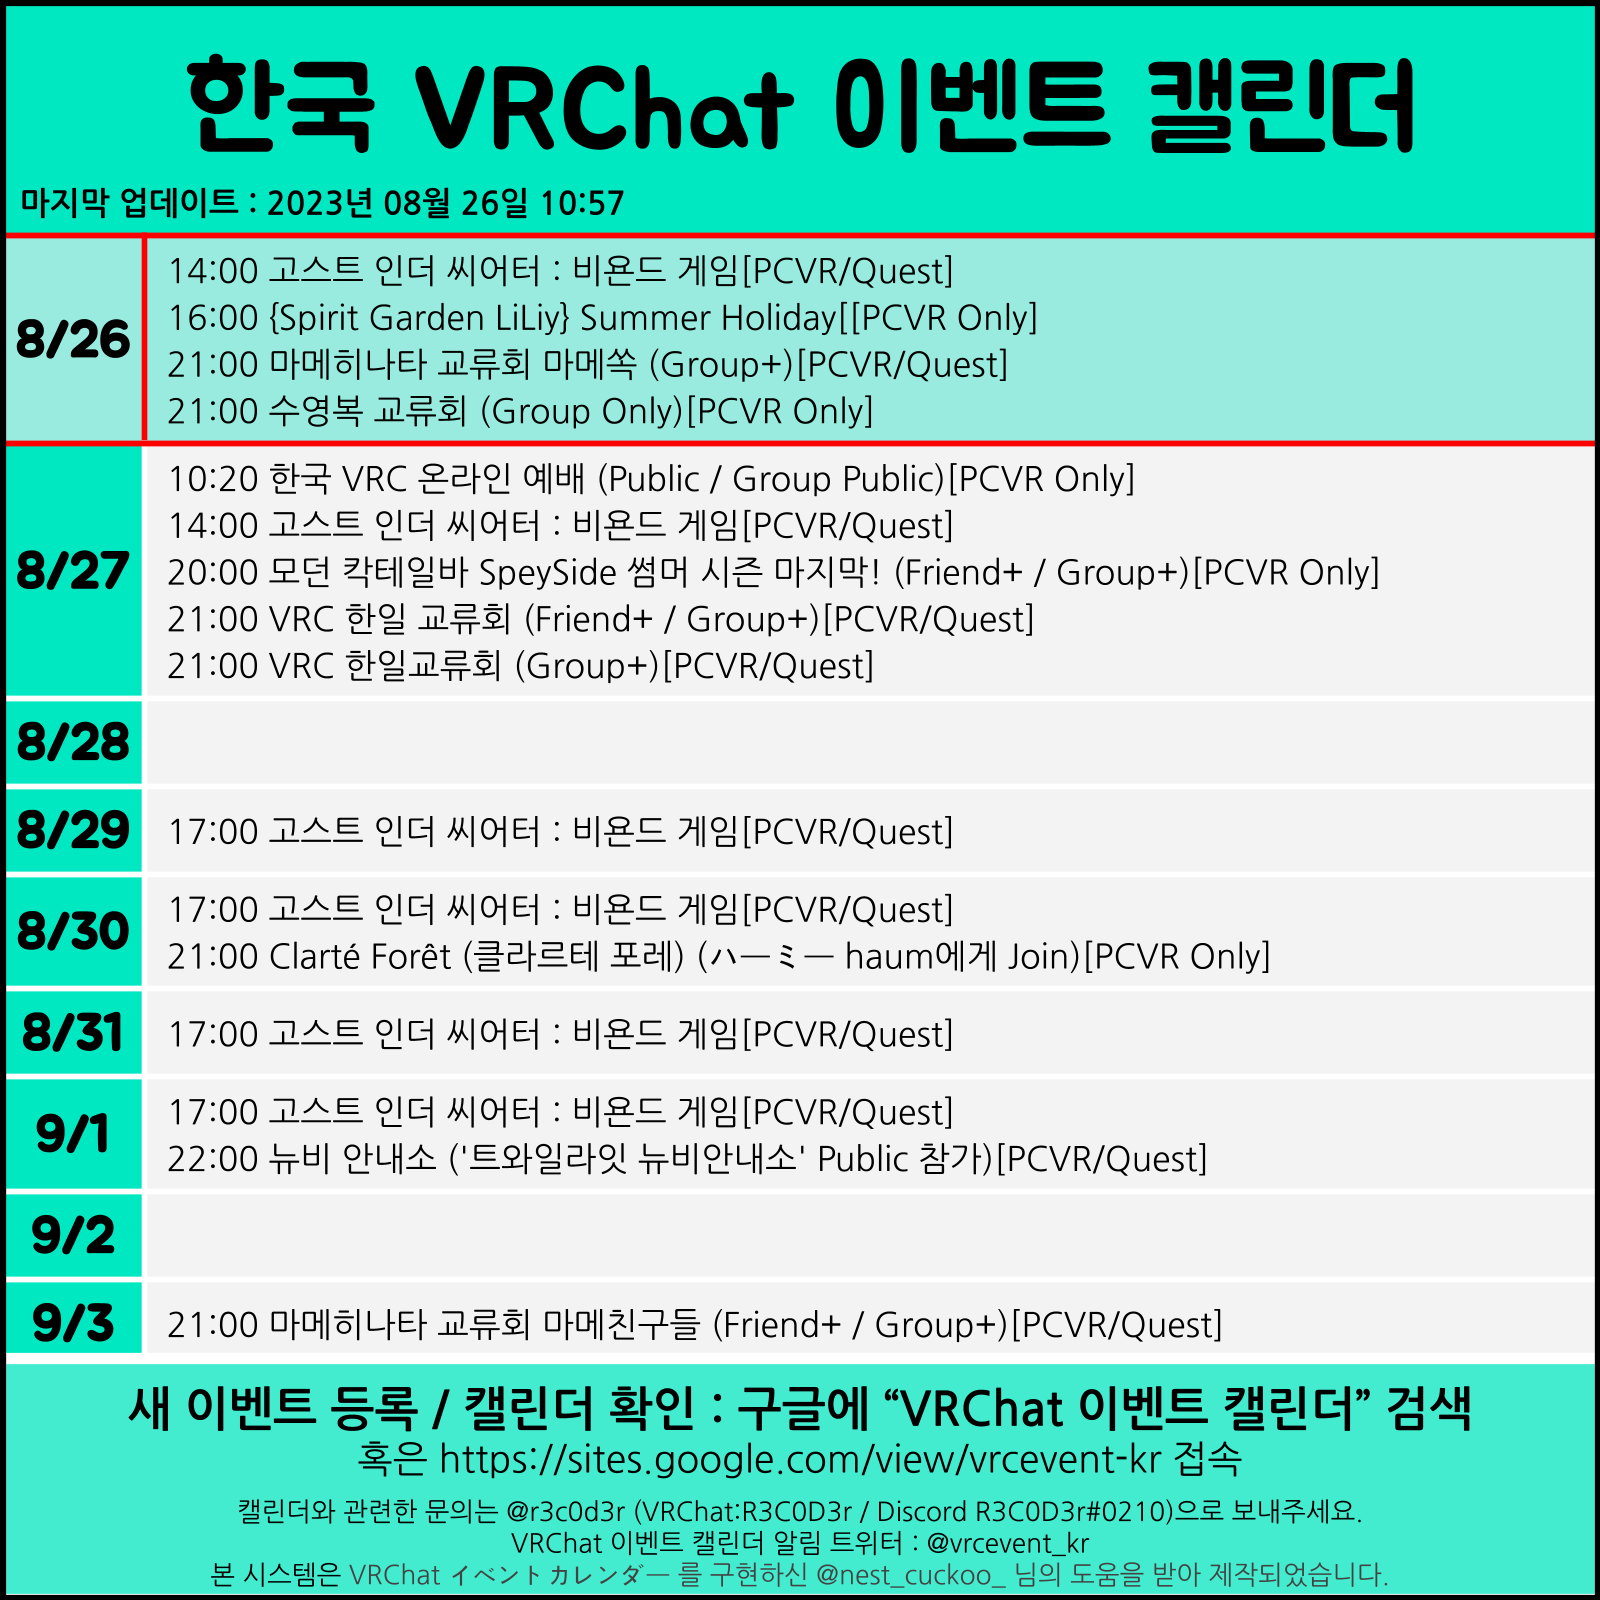 한국 VRChat 이벤트 캘린더
마지막 업데이트 : 2023년 08월 26일 10:57
8/26
14:00 고스트 인더 씨어터 : 비욘드 게임[PCVR/Quest]
16:00 {Spirit Garden LiLiy} Summer Holiday[[PCVR Only]
21:00 마메히나타 교류회 마메쏙 (Group+)[PCVR/Quest]
21:00 수영복 교류회 (Group Only)[PCVR Only]
8/27
10:20 한국 VRC 온라인 예배 (Public / Group Public)[PCVR Only]
14:00 고스트 인더 씨어터 : 비욘드 게임[PCVR/Quest]
20:00 모던 칵테일바 SpeySide 썸머 시즌 마지막! (Friend+ / Group+)[PCVR Only]
21:00 VRC 한일 교류회 (Friend+ / Group+)[PCVR/Quest]
21:00 VRC 한일교류회 (Group+)[PCVR/Quest]
8/28
8/29
17:00 고스트 인더 씨어터 : 비욘드 게임[PCVR/Quest]
8/30
17:00 고스트 인더 씨어터 : 비욘드 게임[PCVR/Quest]
21:00 Clarté Forêt (클라르테 포레) (ハーミー haum에게 Join)[PCVR Only]
8/31
17:00 고스트 인더 씨어터 : 비욘드 게임[PCVR/Quest]
9/1
17:00 고스트 인더 씨어터 : 비욘드 게임[PCVR/Quest]
22:00 뉴비 안내소 ('트와일라잇 뉴비안내소' Public 참가)[PCVR/Quest]
9/2
9/3
21:00 마메히나타 교류회 마메친구들 (Friend+ / Group+)[PCVR/Quest]
새 이벤트 등록 / 캘린더 확인 : 구글에 “VRChat 이벤트 캘린더” 검색
혹은 https://sites.google.com/view/vrcevent-kr 접속
캘린더와 관련한 문의는 @r3c0d3r (VRChat:R3C0D3r / Discord R3C0D3r#0210)으로 보내주세요.
VRChat 이벤트 캘린더 알림 트위터 : @vrcevent_kr
본 시스템은 VRChat イベントカレンダー 를 구현하신 @nest_cuckoo_ 님의 도움을 받아 제작되었습니다.